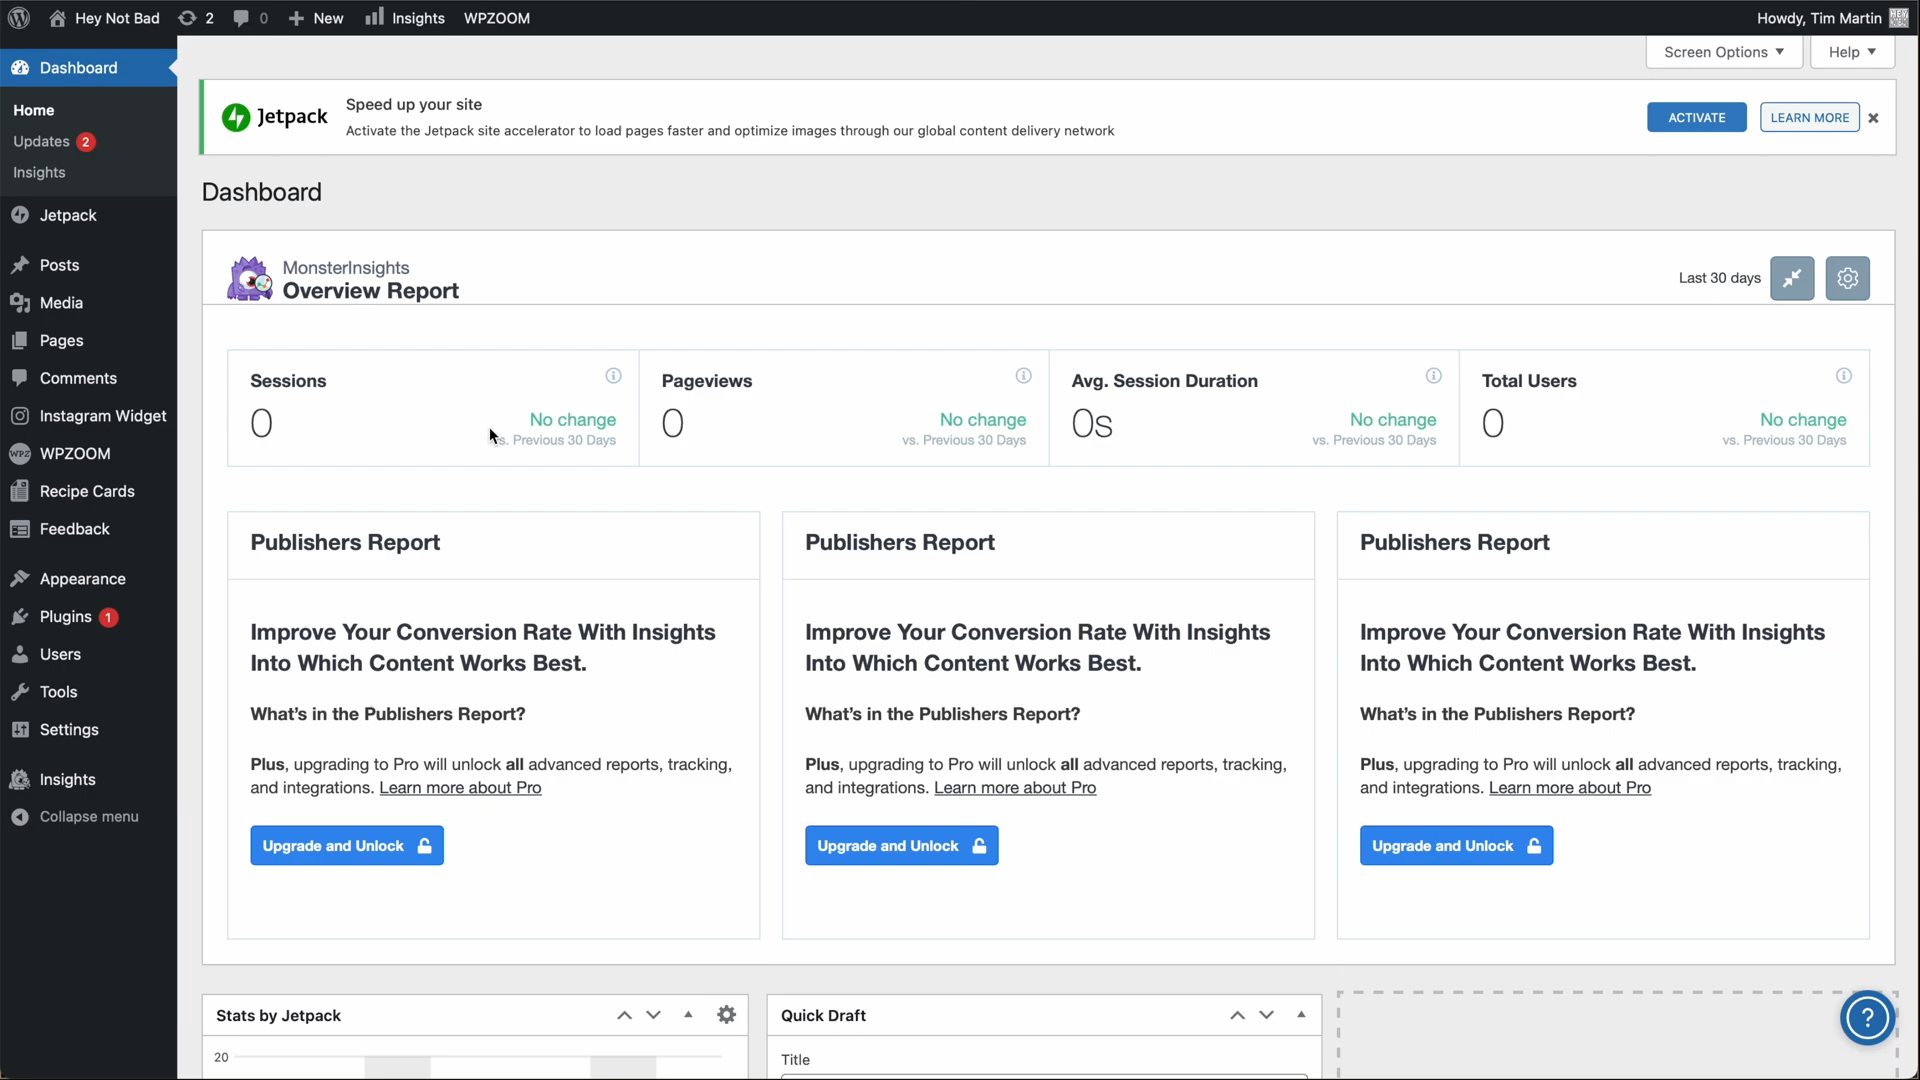 Hey Not Bad 2 0 New Insights WPZOOM Howdy, Tim Martin
Screen Options Help
Dashboard
Home
Updates 2
Insights
Jetpack
Posts
Media
Pages
Comments
Instagram Widget
WPZOOM
Recipe Cards
Feedback
Appearance
Plugins 1
Users
Tools
Settings
Insights
Collapse menu
Jetpack
Speed up your site
Activate the Jetpack site accelerator to load pages faster and optimize images through our global content delivery network
ACTIVATE LEARN MORE
Dashboard
MonsterInsights
Overview Report
Last 30 days
Sessions
0
No change
s. Previous 30 Days
Pageviews
0
No change
vs. Previous 30 Days
Avg. Session Duration
0s
No change
vs. Previous 30 Days
Total Users
0
No change
vs. Previous 30 Days
Publishers Report
Improve Your Conversion Rate With Insights
Into Which Content Works Best.
What's in the Publishers Report?
Plus, upgrading to Pro will unlock all advanced reports, tracking,
and integrations. Learn more about Pro
Upgrade and Unlock
Publishers Report
Improve Your Conversion Rate With Insights
Into Which Content Works Best.
What's in the Publishers Report?
Plus, upgrading to Pro will unlock all advanced reports, tracking,
and integrations. Learn more about Pro
Upgrade and Unlock
Publishers Report
Improve Your Conversion Rate With Insights
Into Which Content Works Best.
What's in the Publishers Report?
Plus, upgrading to Pro will unlock all advanced reports, tracking,
and integrations. Learn more about Pro
Upgrade and Unlock
Stats by Jetpack
20
Quick Draft
Title
?